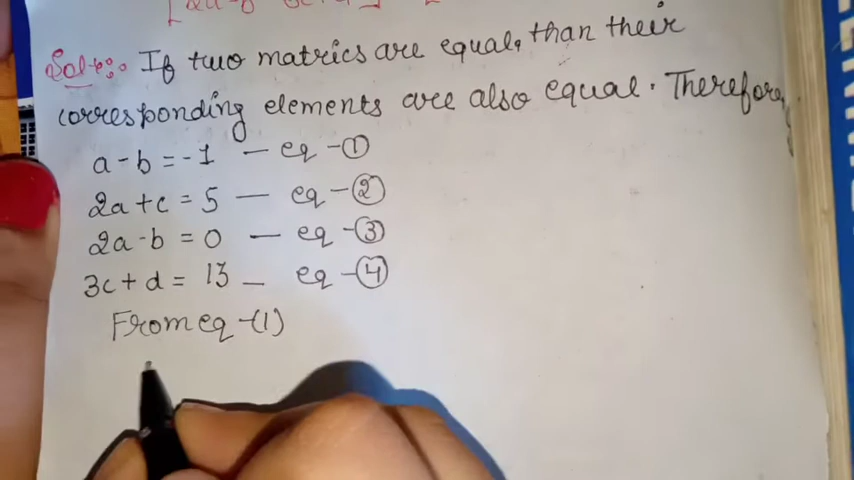 Solⁿ:- If two matrics are equal, than their
corresponding elements are also equal. Therefore,
a-b = -1 — eq-①
2a+c = 5 — eq-②
2a-b = 0 — eq-③
3c+d = 13 — eq-④
From eq-(1)